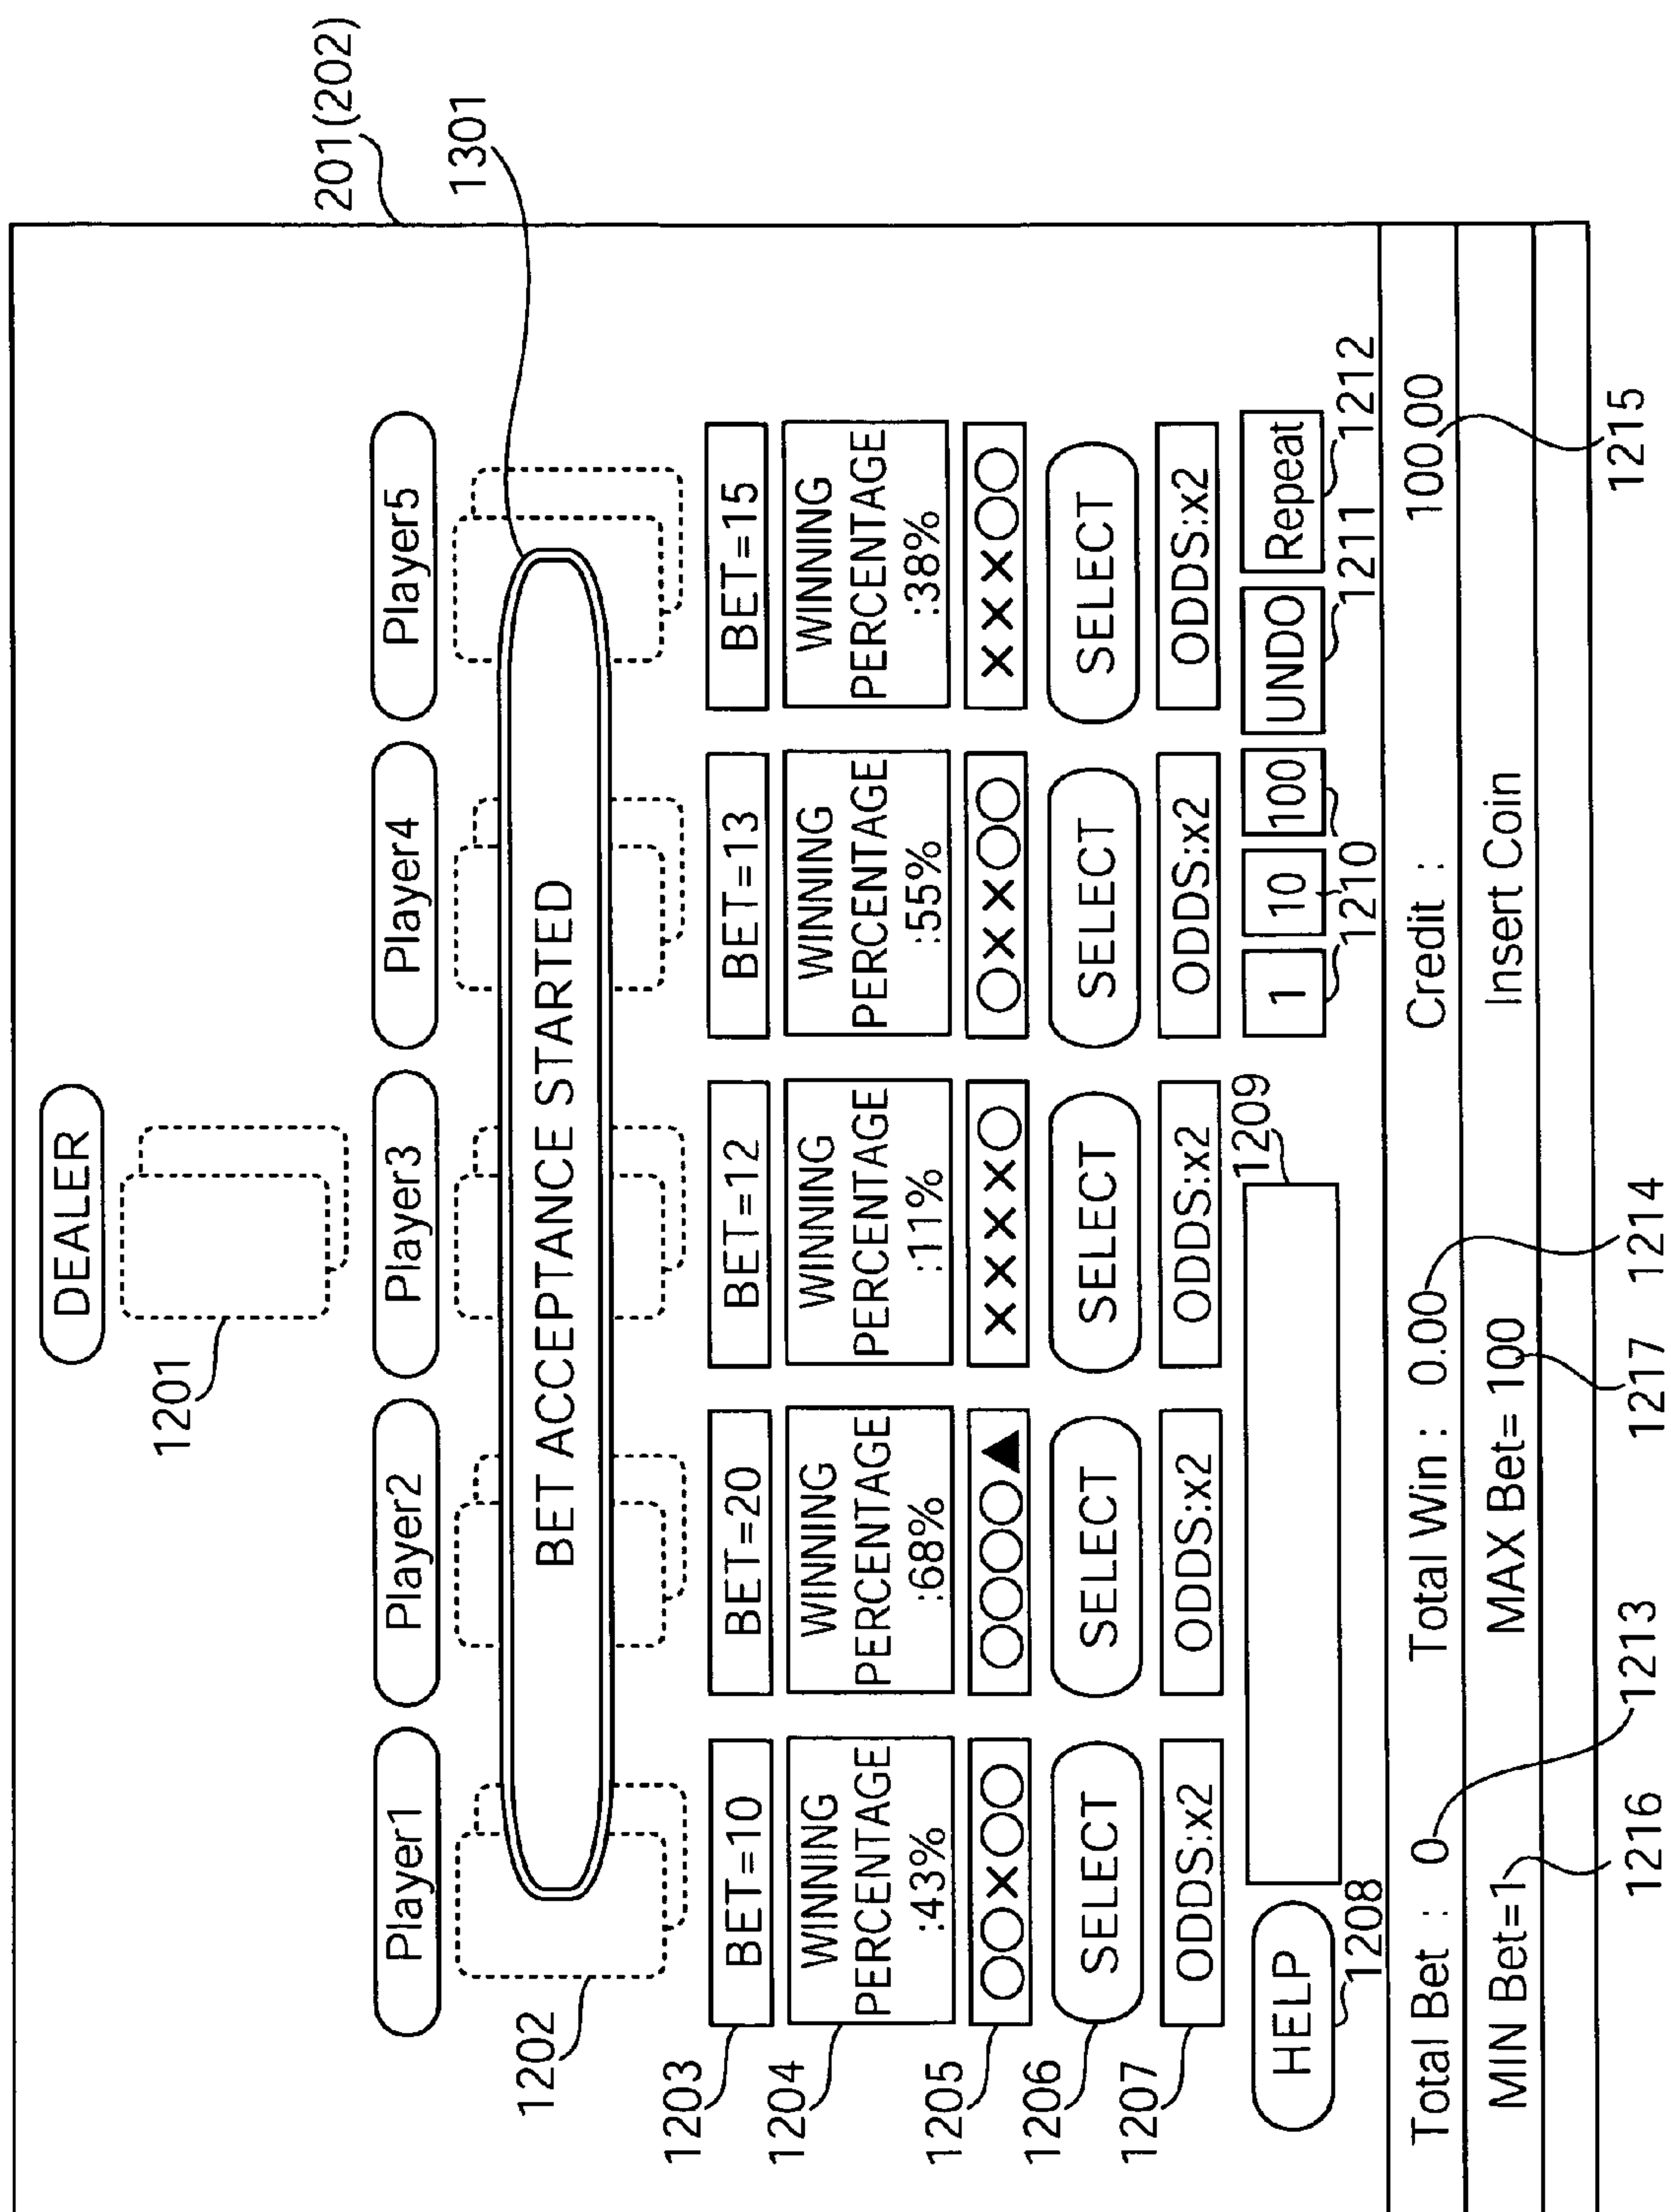 201(202)
1301
DEALER
1201
Player1 Player2 Player3 Player4 Player5
BET ACCEPTANCE STARTED
1202
1203 BET=10 BET=20 BET=12 BET=13 BET=15
1204 WINNING WINNING WINNING WINNING WINNING
PERCENTAGE PERCENTAGE PERCENTAGE PERCENTAGE PERCENTAGE
:43% :68% :11% :55% :38%
1205 ○○×○○ ○○○○▲ ××××○ ○××○○ ×××○○
1206 SELECT SELECT SELECT SELECT SELECT
1207 ODDS:x2 ODDS:x2 ODDS:x2 ODDS:x2 ODDS:x2
1209
HELP 1 10 100 UNDO Repeat
1208 1210 1211 1212
Total Bet : 0 Total Win : 0.00 Credit : 100.00
MIN Bet=1 MAX Bet= 100 Insert Coin
1216 1213 1217 1214 1215